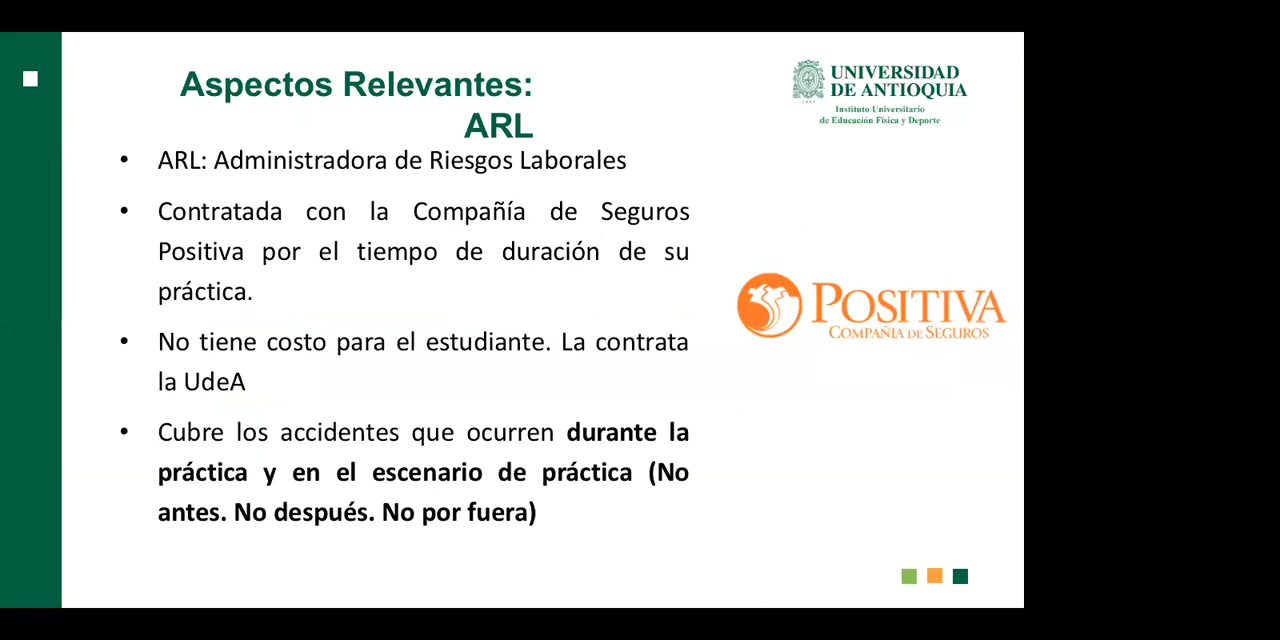 Aspectos Relevantes:
ARL
UNIVERSIDAD
DE ANTIOQUIA
Instituto Universitario
de Educación Física y Deporte
• ARL: Administradora de Riesgos Laborales
• Contratada con la Compañía de Seguros
Positiva por el tiempo de duración de su
práctica.
• No tiene costo para el estudiante. La contrata
la UdeA
• Cubre los accidentes que ocurren durante la
práctica y en el escenario de práctica (No
antes. No después. No por fuera)
POSITIVA
COMPAÑIA DE SEGUROS